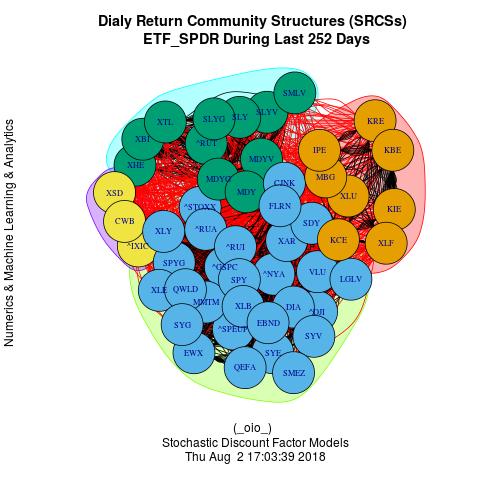 Dialy Return Community Structures (SRCSs)
ETF_SPDR During Last 252 Days
Numerics & Machine Learning & Analytics
SMLV
XTL
SLYG
SLY
SLYV
KRE
XBI
^RUT
IPE
KBE
XHE
MDYV
MDYG
MBG
CJNK
XSD
MDY
XLU
^STOXX
FLRN
KIE
CWB
XLY
^RUA
SDY
^IXIC
^RUI
XAR
KCE
XLF
SPYG
^GSPC
^NYA
VLU
SPY
LGLV
XLE
QWLD
MMTM
XLB
DIA
^DJI
SYG
^SPEUP
EBND
SYV
EWX
SYE
QEFA
SMEZ
(_oio_)
Stochastic Discount Factor Models
Thu Aug  2 17:03:39 2018